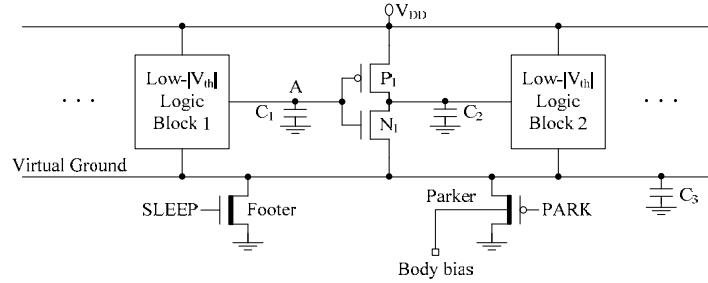 V_DD
Low-|V_th|
Logic
Block 1
A
C_1
P_1
N_1
C_2
Low-|V_th|
Logic
Block 2
. . .
. . .
Virtual Ground
SLEEP
Footer
Parker
PARK
C_3
Body bias